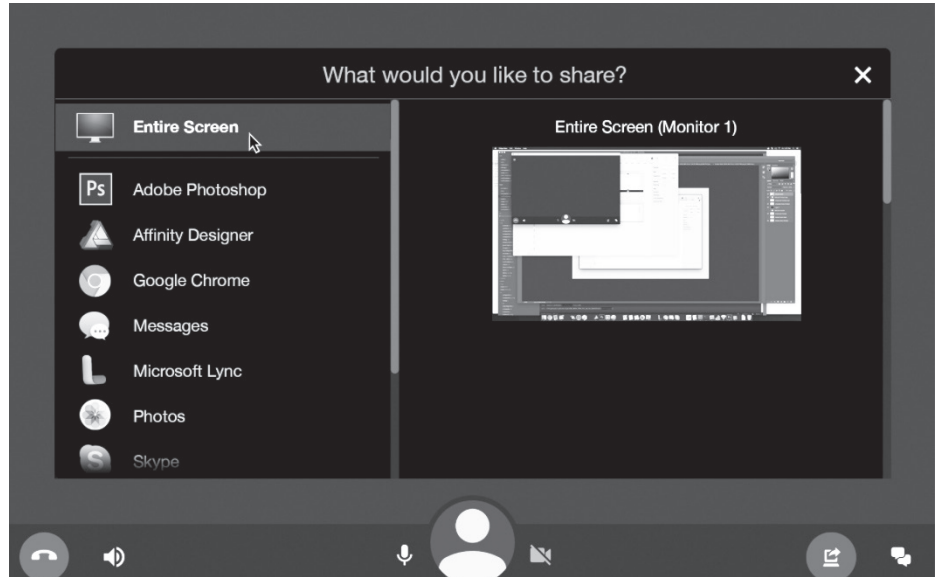 What would you like to share?
Entire Screen
Ps
Adobe Photoshop
Affinity Designer
Google Chrome
Messages
Microsoft Lync
Photos
S
Skype
Entire Screen (Monitor 1)